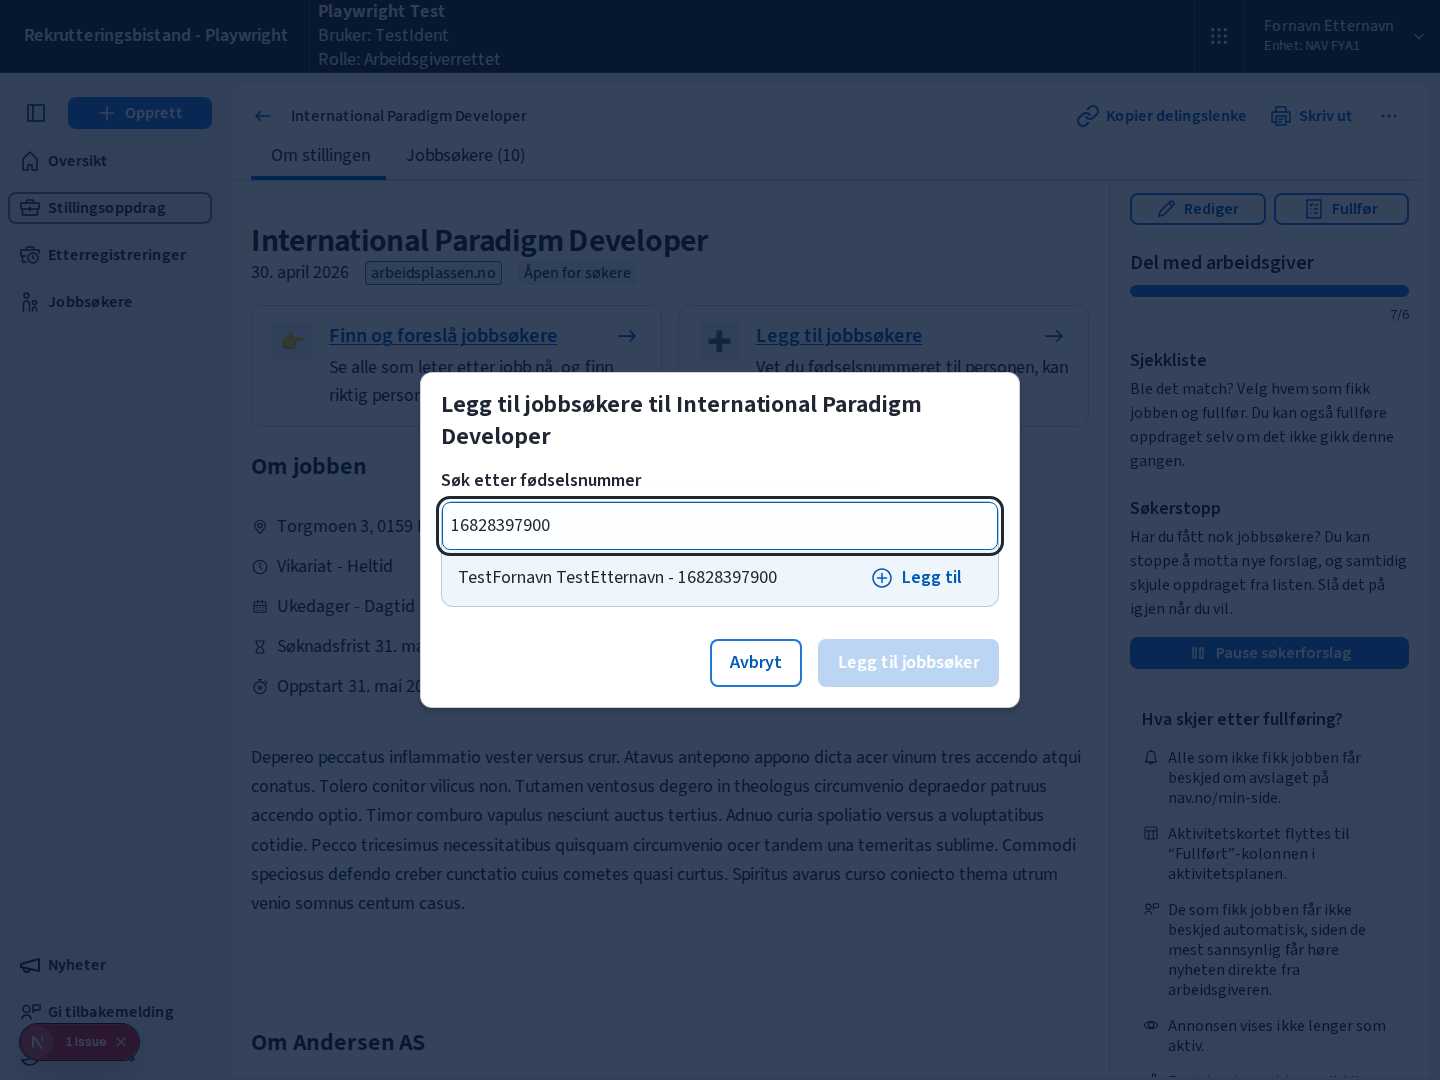 Rekrutteringsbistand - Playwright
Playwright Test
Bruker: TestIdent
Rolle: Arbeidsgiverrettet
Fornavn Etternavn
Enhet: NAV FYA1
Opprett
Oversikt
Stillingsoppdrag
Etterregistreringer
Jobbsøkere
International Paradigm Developer
Kopier delingslenke
Skriv ut
Om stillingen
Jobbsøkere (10)
International Paradigm Developer
30. april 2026
arbeidsplassen.no
Åpen for søkere
Finn og foreslå jobbsøkere
Se alle som leter etter jobb nå, og finn
riktig person
Legg til jobbsøkere
Vet du fødselsnummeret til personen, kan
Legg til jobbsøkere til International Paradigm
Developer
Søk etter fødselsnummer
16828397900
TestFornavn TestEtternavn - 16828397900
Legg til
Avbryt
Legg til jobbsøker
Om jobben
Torgmoen 3, 0159
Vikariat - Heltid
Ukedager - Dagtid
Søknadsfrist 31.
Oppstart 31. mai
Depereo peccatus inflammatio vester versus crur. Atavus antepono appono dicta acer vinum tres accendo atqui
conatus. Tolero conitor vilicus non. Tutamen ventosus degero in theologus circumvenio depraedor patruus
accendo optio. Timor comburo vapulus nesciunt auctus tertius. Adnuo curia spoliatio versus a voluptatibus
cotidie. Pecco tricesimus necessitatibus quisquam circumvenio ocer tandem una temeritas sublime. Commodi
speciosus defendo creber cunctatio cuius cometes quasi curtus. Spiritus avarus curso coniecto thema utrum
venio somnus centum casus.
Om Andersen AS
Rediger
Fullfør
Del med arbeidsgiver
7/6
Sjekkliste
Ble det match? Velg hvem som fikk
jobben og fullfør. Du kan også fullføre
oppdraget selv om det ikke gikk denne
gangen.
Søkerstopp
Har du fått nok jobbsøkere? Du kan
stoppe å motta nye forslag, og samtidig
skjule oppdraget fra listen. Slå det på
igjen når du vil.
Pause søkerforslag
Hva skjer etter fullføring?
Alle som ikke fikk jobben får
beskjed om avslaget på
nav.no/min-side.
Aktivitetskortet flyttes til
“Fullført”-kolonnen i
aktivitetsplanen.
De som fikk jobben får ikke
beskjed automatisk, siden de
mest sannsynlig får høre
nyheten direkte fra
arbeidsgiveren.
Annonsen vises ikke lenger som
aktiv.
Nyheter
Gi tilbakemelding
1 Issue